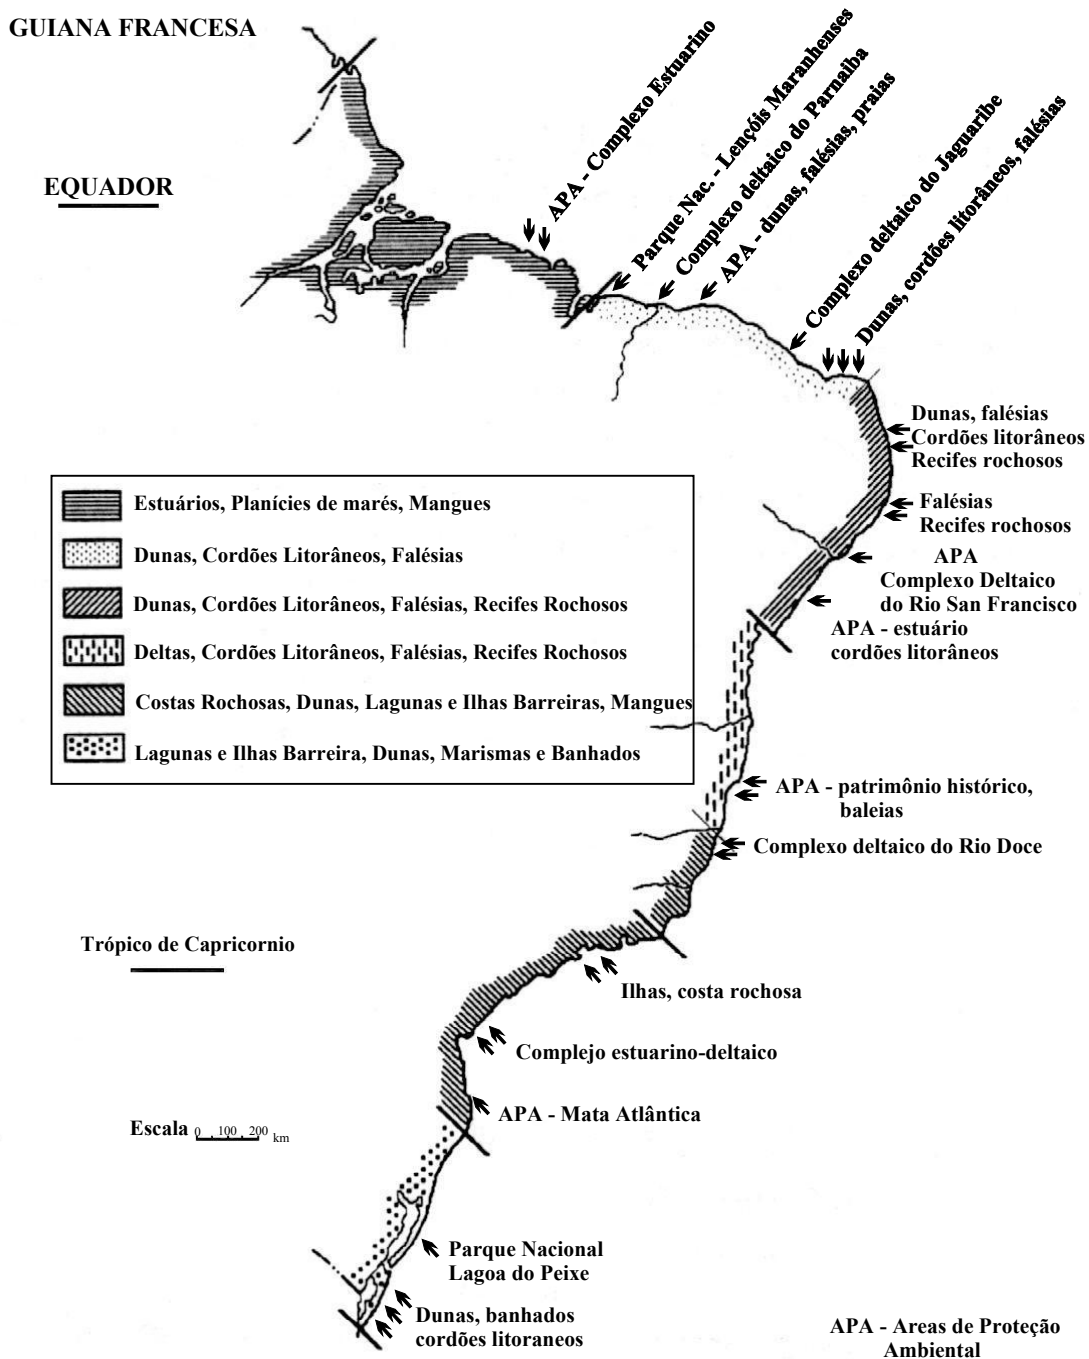 GUIANA FRANCESA
EQUADOR
APA - Complexo Estuarino
Parque Nac. - Lençóis Maranhenses
Complexo deltaico do Parnaiba
APA - dunas, falésias, praias
Complexo deltaico do Jaguaribe
Dunas, cordões litorâneos, falésias
Dunas, falésias
Cordões litorâneos
Recifes rochosos
Falésias
Recifes rochosos
APA
Complexo Deltaico
do Rio San Francisco
APA - estuário
cordões litorâneos
Estuários, Planícies de marés, Mangues
Dunas, Cordões Litorâneos, Falésias
Dunas, Cordões Litorâneos, Falésias, Recifes Rochosos
Deltas, Cordões Litorâneos, Falésias, Recifes Rochosos
Costas Rochosas, Dunas, Lagunas e Ilhas Barreiras, Mangues
Lagunas e Ilhas Barreira, Dunas, Marismas e Banhados
APA - patrimônio histórico,
baleias
Complexo deltaico do Rio Doce
Trópico de Capricornio
Ilhas, costa rochosa
Complejo estuarino-deltaico
APA - Mata Atlântica
Escala 0 100 200 km
Parque Nacional
Lagoa do Peixe
Dunas, banhados
cordões litoraneos
APA - Areas de Proteção
Ambiental